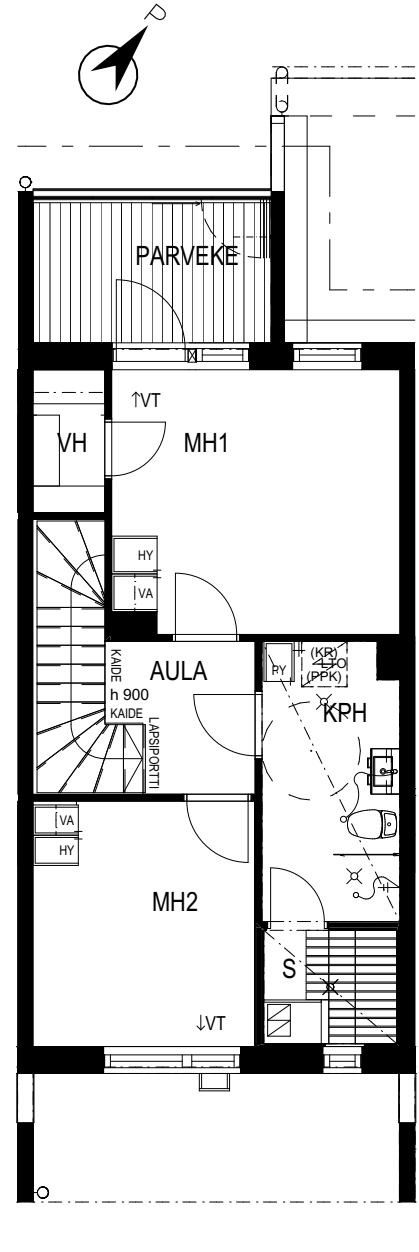 P
PARVEKE
↑VT
VH
MH1
HY
VA
KAIDE
h 900
KAIDE
LAPSIPORTTI
AULA
PY
(KR)
LTO
(PPK)
KPH
VA
HY
MH2
S
↓VT